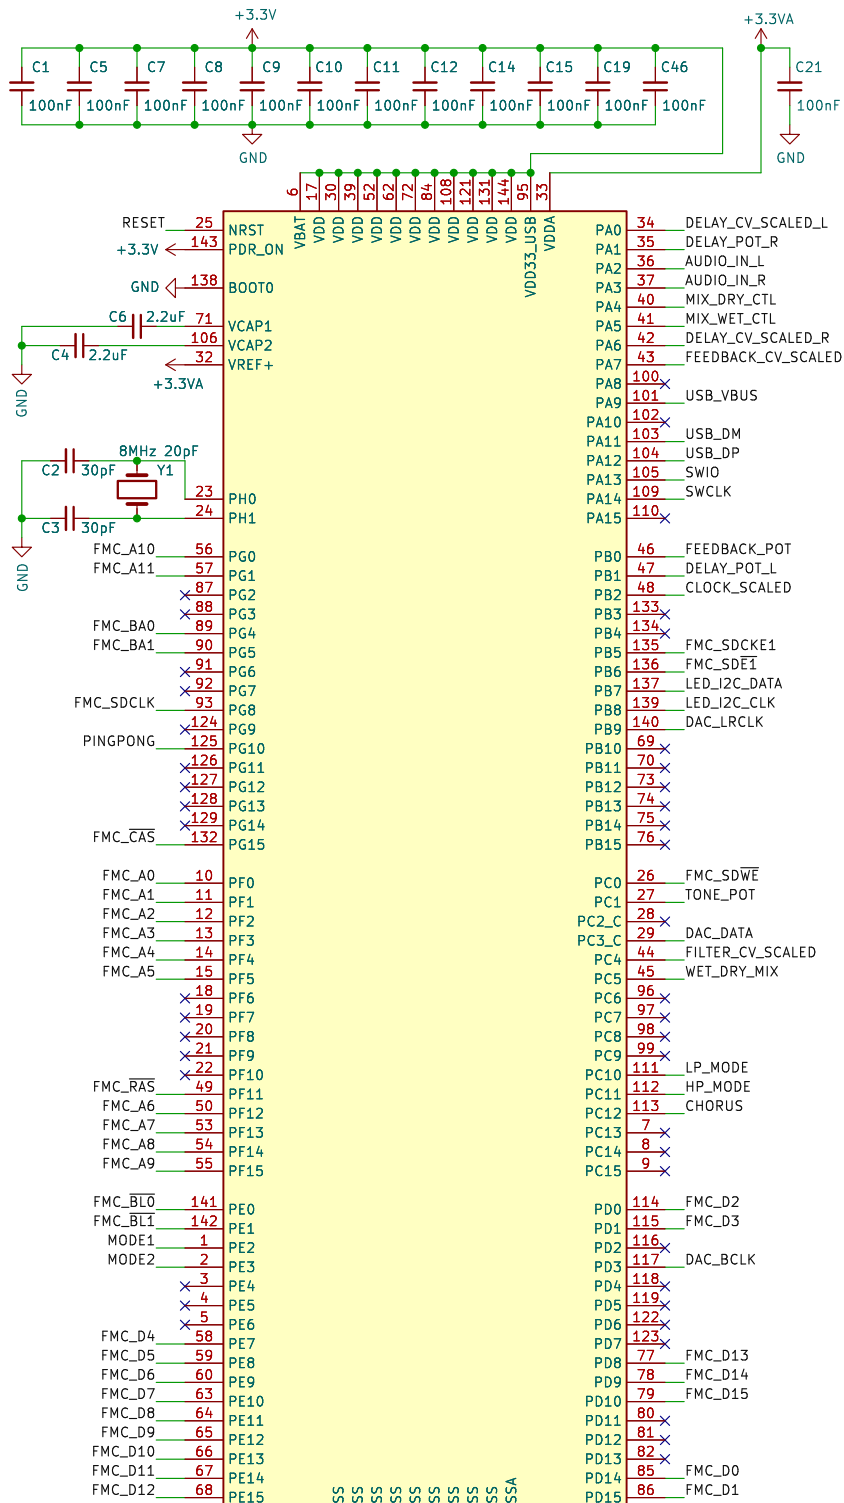 +3.3V
+3.3VA
C1 C5 C7 C8 C9 C10 C11 C12 C14 C15 C19 C46 C21
100nF 100nF 100nF 100nF 100nF 100nF 100nF 100nF 100nF 100nF 100nF 100nF 100nF
GND
GND
6 17 30 39 52 62 72 84 108 121 131 144 95 33
VBAT VDD VDD VDD VDD VDD VDD VDD VDD VDD VDD VDD VDD33_USB VDDA
RESET 25 NRST
+3.3V 143 PDR_ON
GND 138 BOOT0
C6 2.2uF 71 VCAP1
C4 2.2uF 106 VCAP2
32 VREF+
+3.3VA
GND
8MHz 20pF
C2 30pF Y1
23 PH0
C3 30pF 24 PH1
GND
FMC_A10 56 PG0
FMC_A11 57 PG1
87 PG2
88 PG3
FMC_BA0 89 PG4
FMC_BA1 90 PG5
91 PG6
92 PG7
FMC_SDCLK 93 PG8
124 PG9
PINGPONG 125 PG10
126 PG11
127 PG12
128 PG13
129 PG14
FMC_C̅A̅S̅ 132 PG15
FMC_A0 10 PF0
FMC_A1 11 PF1
FMC_A2 12 PF2
FMC_A3 13 PF3
FMC_A4 14 PF4
FMC_A5 15 PF5
18 PF6
19 PF7
20 PF8
21 PF9
22 PF10
FMC_R̅A̅S̅ 49 PF11
FMC_A6 50 PF12
FMC_A7 53 PF13
FMC_A8 54 PF14
FMC_A9 55 PF15
FMC_B̅L̅0̅ 141 PE0
FMC_B̅L̅1̅ 142 PE1
MODE1 1 PE2
MODE2 2 PE3
3 PE4
4 PE5
5 PE6
FMC_D4 58 PE7
FMC_D5 59 PE8
FMC_D6 60 PE9
FMC_D7 63 PE10
FMC_D8 64 PE11
FMC_D9 65 PE12
FMC_D10 66 PE13
FMC_D11 67 PE14
FMC_D12 68 PE15
PA0 34 DELAY_CV_SCALED_L
PA1 35 DELAY_POT_R
PA2 36 AUDIO_IN_L
PA3 37 AUDIO_IN_R
PA4 40 MIX_DRY_CTL
PA5 41 MIX_WET_CTL
PA6 42 DELAY_CV_SCALED_R
PA7 43 FEEDBACK_CV_SCALED
PA8 100
PA9 101 USB_VBUS
PA10 102
PA11 103 USB_DM
PA12 104 USB_DP
PA13 105 SWIO
PA14 109 SWCLK
PA15 110
PB0 46 FEEDBACK_POT
PB1 47 DELAY_POT_L
PB2 48 CLOCK_SCALED
PB3 133
PB4 134
PB5 135 FMC_SDCKE1
PB6 136 FMC_SDE̅1̅
PB7 137 LED_I2C_DATA
PB8 139 LED_I2C_CLK
PB9 140 DAC_LRCLK
PB10 69
PB11 70
PB12 73
PB13 74
PB14 75
PB15 76
PC0 26 FMC_SDW̅E̅
PC1 27 TONE_POT
PC2_C 28
PC3_C 29 DAC_DATA
PC4 44 FILTER_CV_SCALED
PC5 45 WET_DRY_MIX
PC6 96
PC7 97
PC8 98
PC9 99
PC10 111 LP_MODE
PC11 112 HP_MODE
PC12 113 CHORUS
PC13 7
PC14 8
PC15 9
PD0 114 FMC_D2
PD1 115 FMC_D3
PD2 116
PD3 117 DAC_BCLK
PD4 118
PD5 119
PD6 122
PD7 123
PD8 77 FMC_D13
PD9 78 FMC_D14
PD10 79 FMC_D15
PD11 80
PD12 81
PD13 82
PD14 85 FMC_D0
PD15 86 FMC_D1
SS SS SS SS SS SS SS SS SS SSA